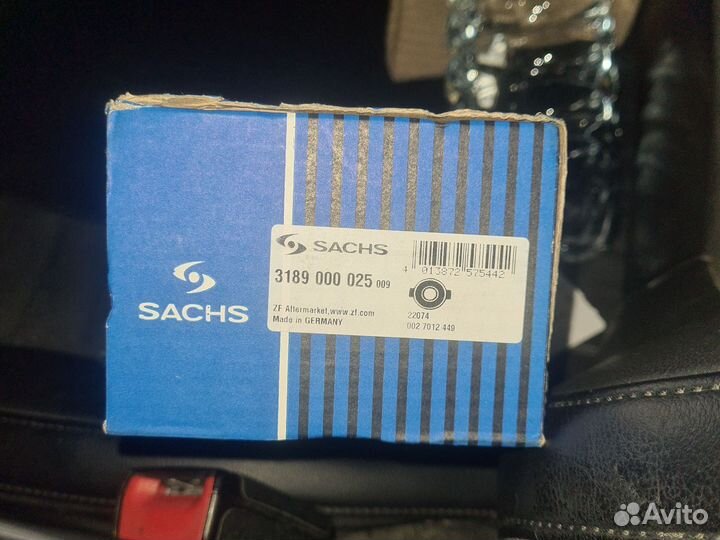 SACHS
SACHS
3189 000 025 009
4 013872 575442
ZF Aftermarket,www.zf.com
Made in GERMANY
22074
002 7012 449
Avito